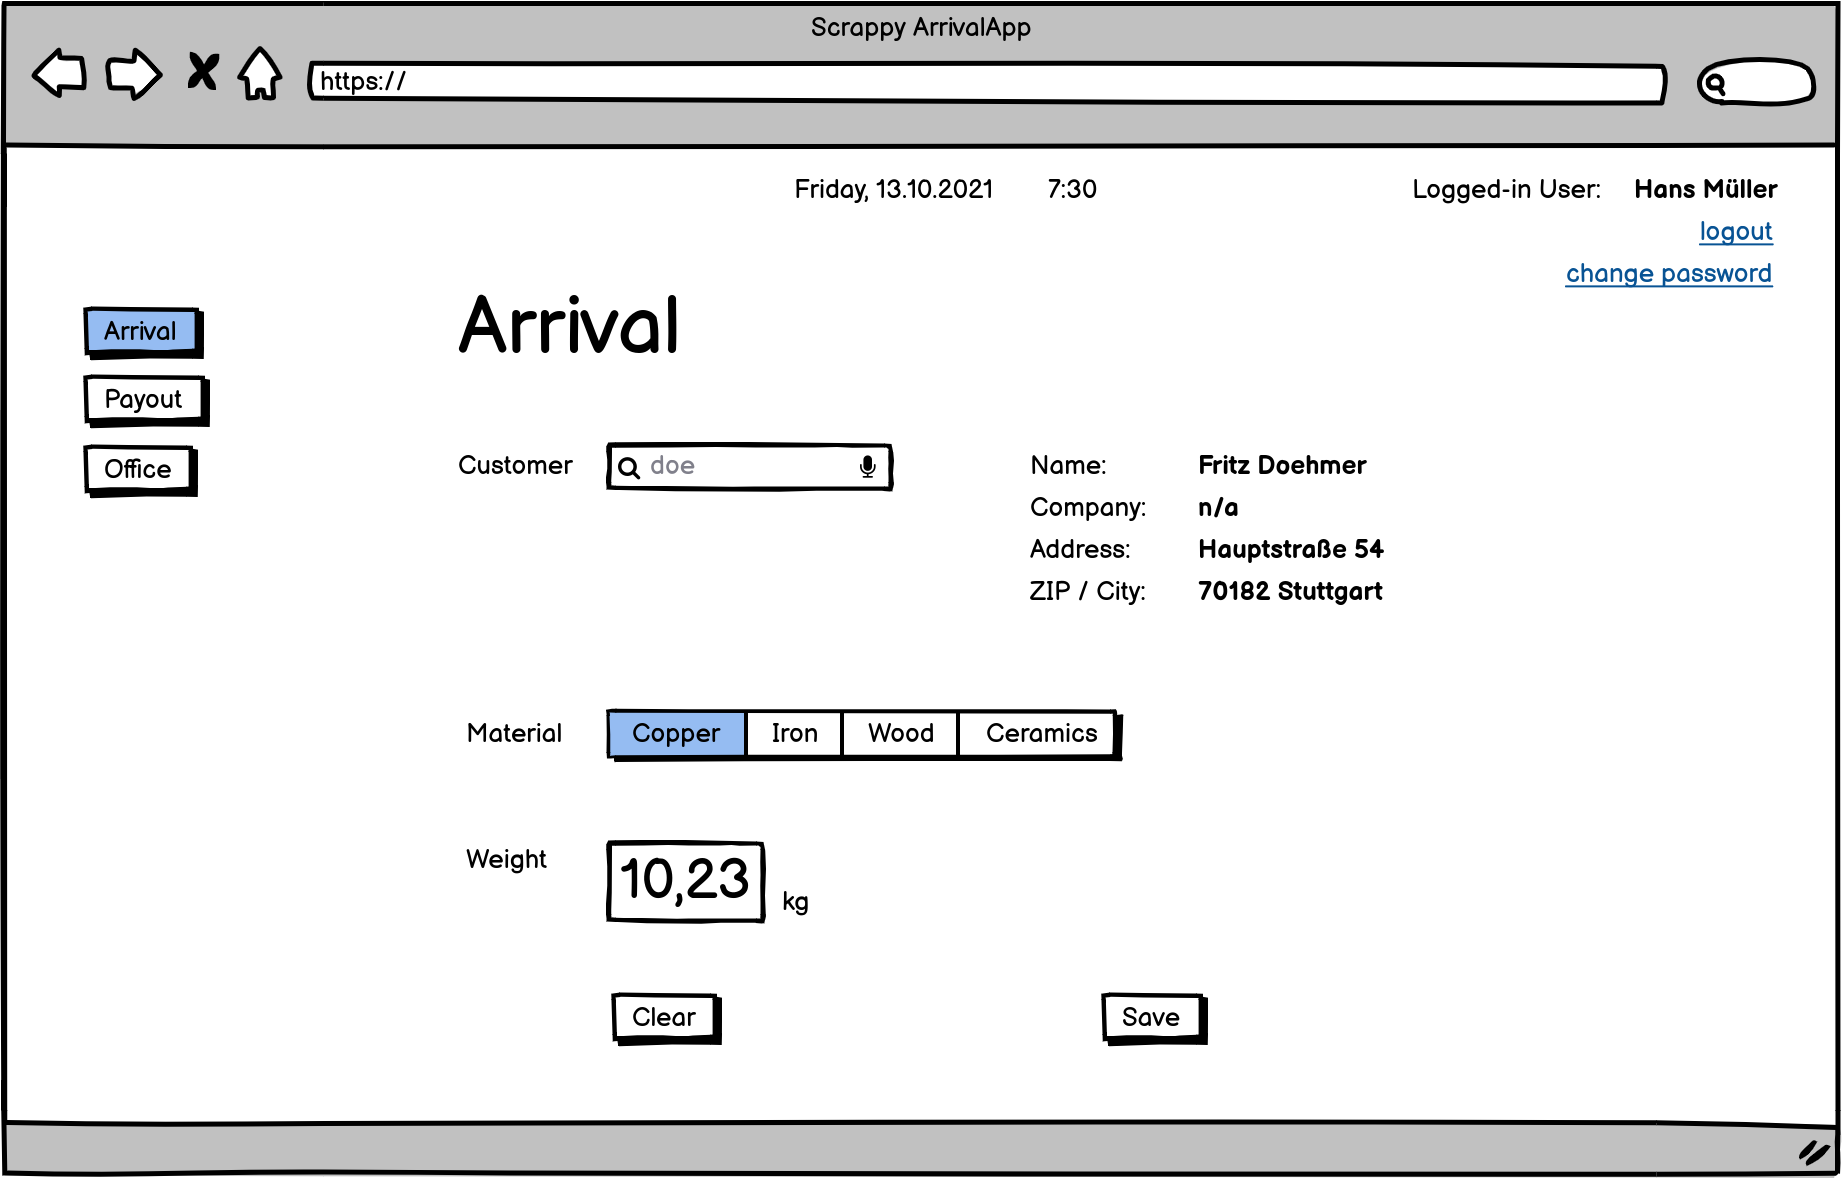 Scrappy ArrivalApp
https://
Friday, 13.10.2021 7:30 Logged-in User: Hans Müller
logout
change password
Arrival
Payout
Office
Arrival
Customer doe
Name: Fritz Doehmer
Company: n/a
Address: Hauptstraße 54
ZIP / City: 70182 Stuttgart
Material Copper Iron Wood Ceramics
Weight 10,23 kg
Clear Save